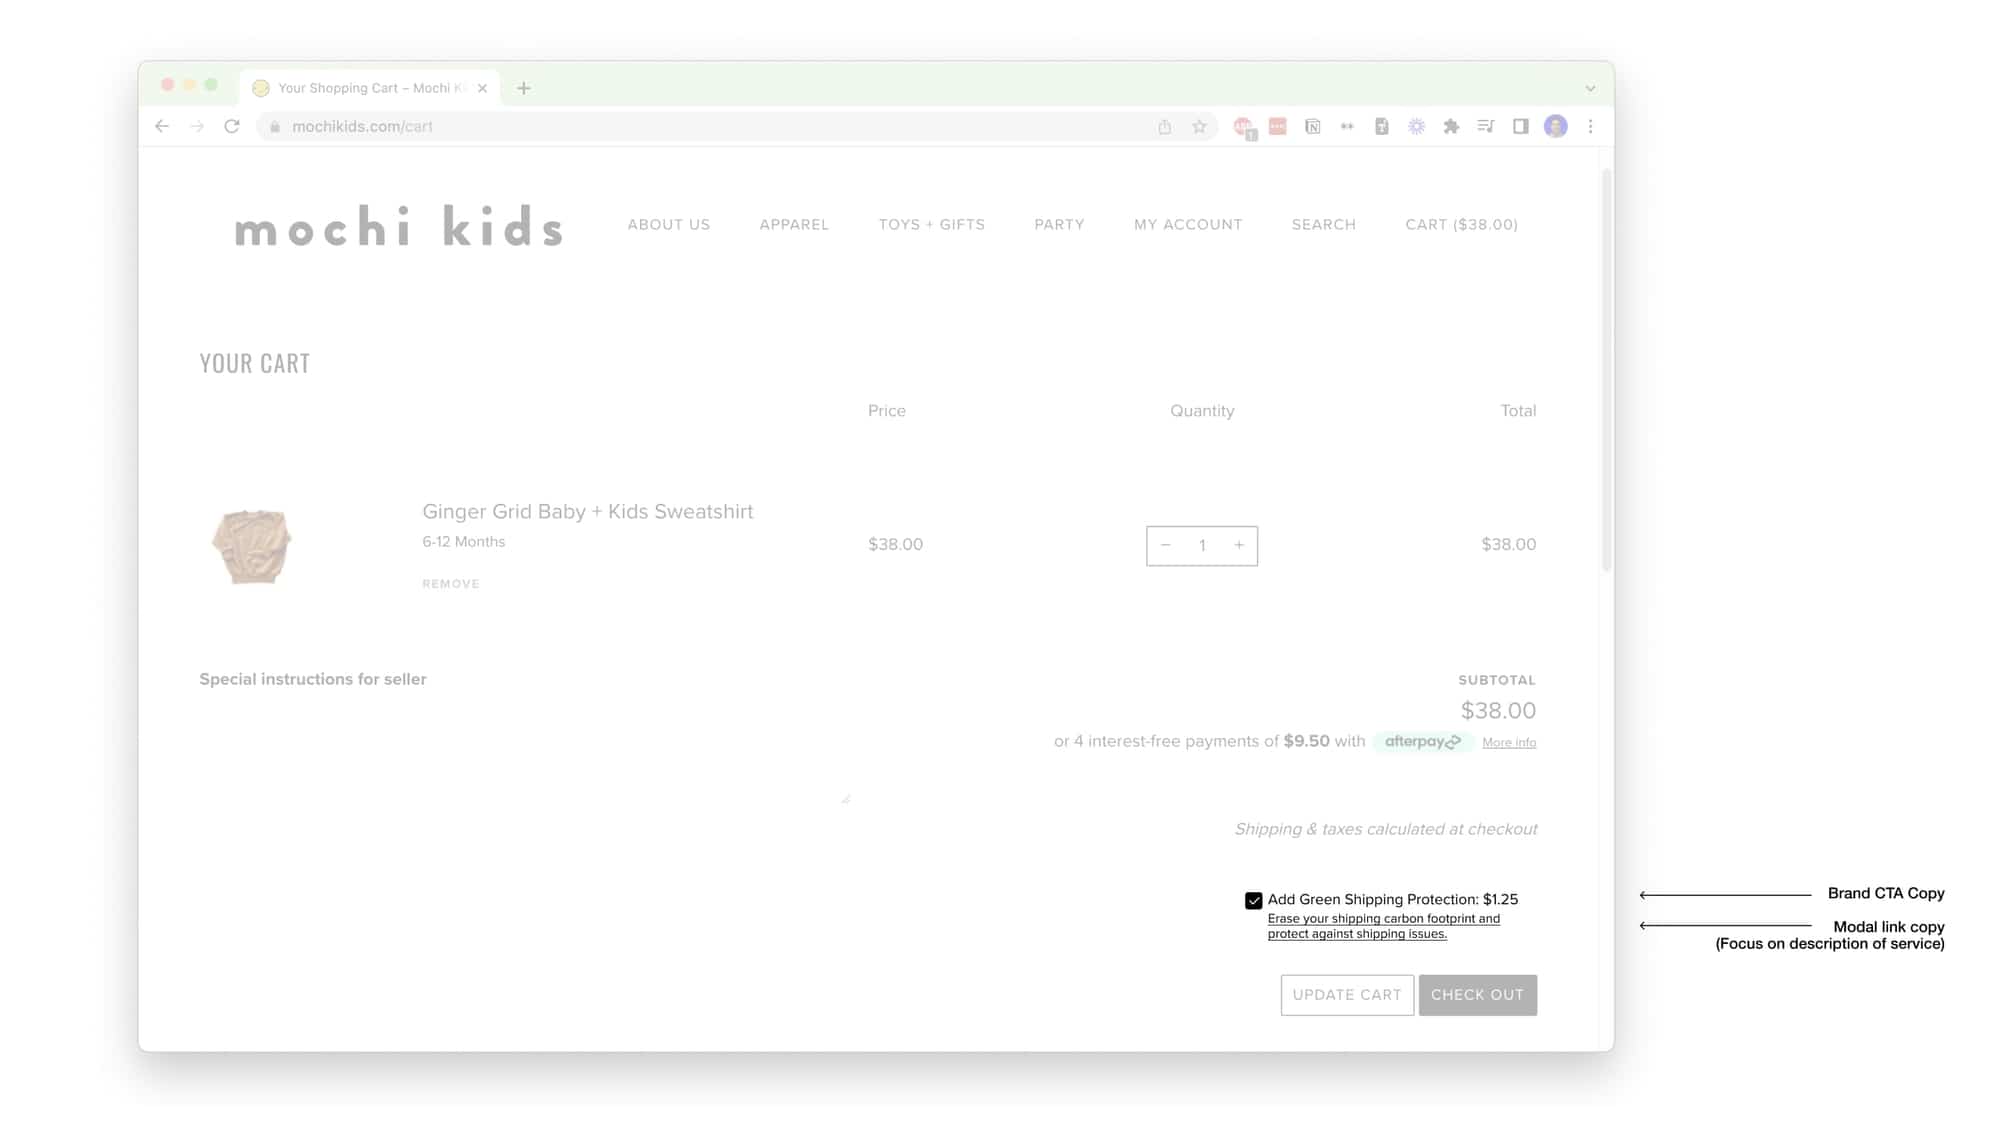 Your Shopping Cart – Mochi Ki
mochikids.com/cart
1
mochi kids
ABOUT US
APPAREL
TOYS + GIFTS
PARTY
MY ACCOUNT
SEARCH
CART ($38.00)
YOUR CART
Price
Quantity
Total
Ginger Grid Baby + Kids Sweatshirt
6-12 Months
REMOVE
$38.00
− 1 +
$38.00
Special instructions for seller
SUBTOTAL
$38.00
or 4 interest-free payments of $9.50 with afterpay More info
Shipping & taxes calculated at checkout
Add Green Shipping Protection: $1.25
Erase your shipping carbon footprint and
protect against shipping issues.
UPDATE CART
CHECK OUT
Brand CTA Copy
Modal link copy
(Focus on description of service)